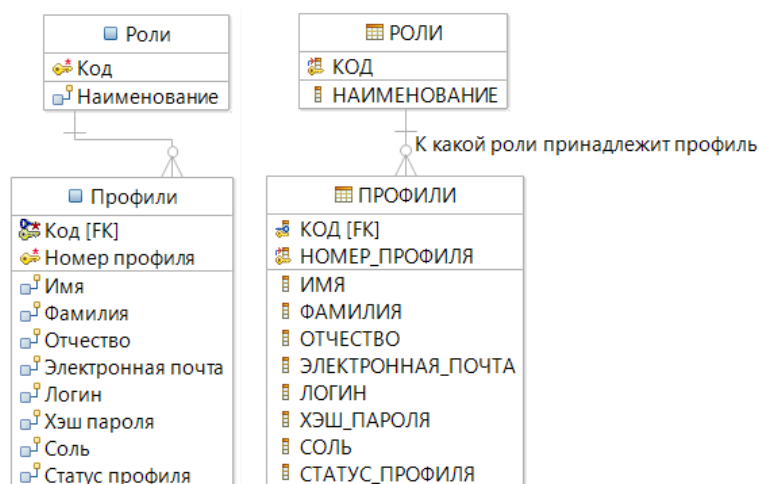 Роли
Код
Наименование
Профили
Код [FK]
Номер профиля
Имя
Фамилия
Отчество
Электронная почта
Логин
Хэш пароля
Соль
Статус профиля
РОЛИ
КОД
НАИМЕНОВАНИЕ
К какой роли принадлежит профиль
ПРОФИЛИ
КОД [FK]
НОМЕР_ПРОФИЛЯ
ИМЯ
ФАМИЛИЯ
ОТЧЕСТВО
ЭЛЕКТРОННАЯ_ПОЧТА
ЛОГИН
ХЭШ_ПАРОЛЯ
СОЛЬ
СТАТУС_ПРОФИЛЯ